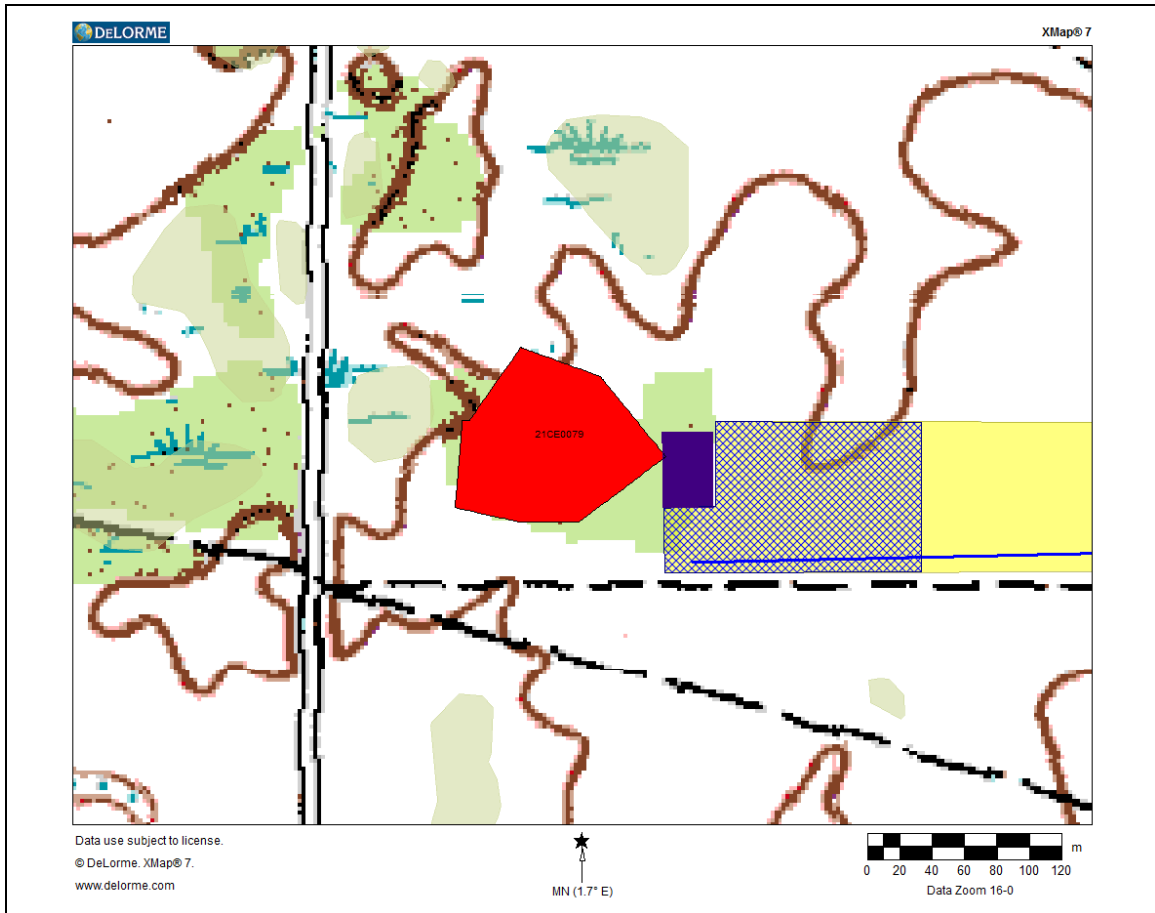 DELORME
XMap® 7
21CE0079
Data use subject to license.
© DeLorme. XMap® 7.
www.delorme.com
MN (1.7° E)
m
0 20 40 60 80 100 120
Data Zoom 16-0